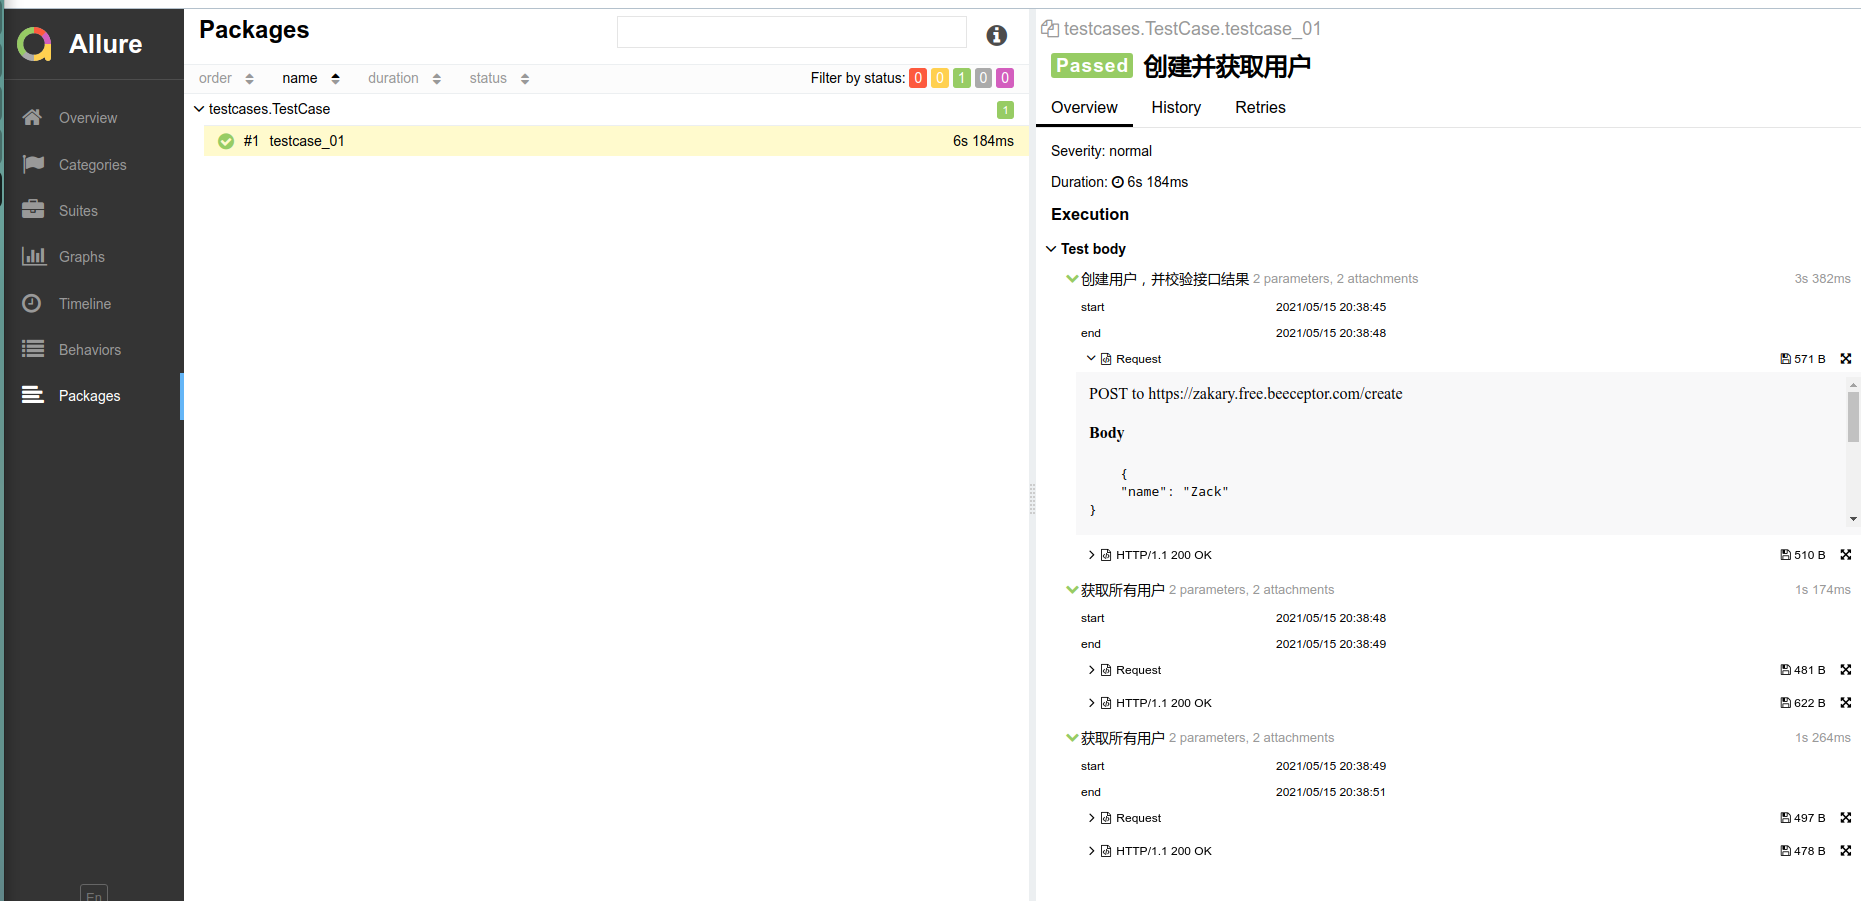 Allure
Overview
Categories
Suites
Graphs
Timeline
Behaviors
Packages
En
Packages
order name duration status Filter by status: 0 0 1 0 0
testcases.TestCase 1
#1 testcase_01 6s 184ms
testcases.TestCase.testcase_01
Passed 创建并获取用户
Overview History Retries
Severity: normal
Duration: 6s 184ms
Execution
Test body
创建用户，并校验接口结果 2 parameters, 2 attachments 3s 382ms
start 2021/05/15 20:38:45
end 2021/05/15 20:38:48
Request 571 B
POST to https://zakary.free.beeceptor.com/create
Body
{
"name": "Zack"
}
HTTP/1.1 200 OK 510 B
获取所有用户 2 parameters, 2 attachments 1s 174ms
start 2021/05/15 20:38:48
end 2021/05/15 20:38:49
Request 481 B
HTTP/1.1 200 OK 622 B
获取所有用户 2 parameters, 2 attachments 1s 264ms
start 2021/05/15 20:38:49
end 2021/05/15 20:38:51
Request 497 B
HTTP/1.1 200 OK 478 B